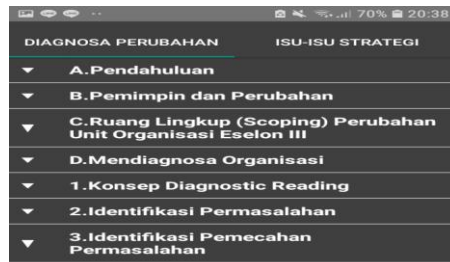 70% 20:38
DIAGNOSA PERUBAHAN ISU-ISU STRATEGI
A.Pendahuluan
B.Pemimpin dan Perubahan
C.Ruang Lingkup (Scoping) Perubahan
Unit Organisasi Eselon III
D.Mendiagnosa Organisasi
1.Konsep Diagnostic Reading
2.Identifikasi Permasalahan
3.Identifikasi Pemecahan
Permasalahan